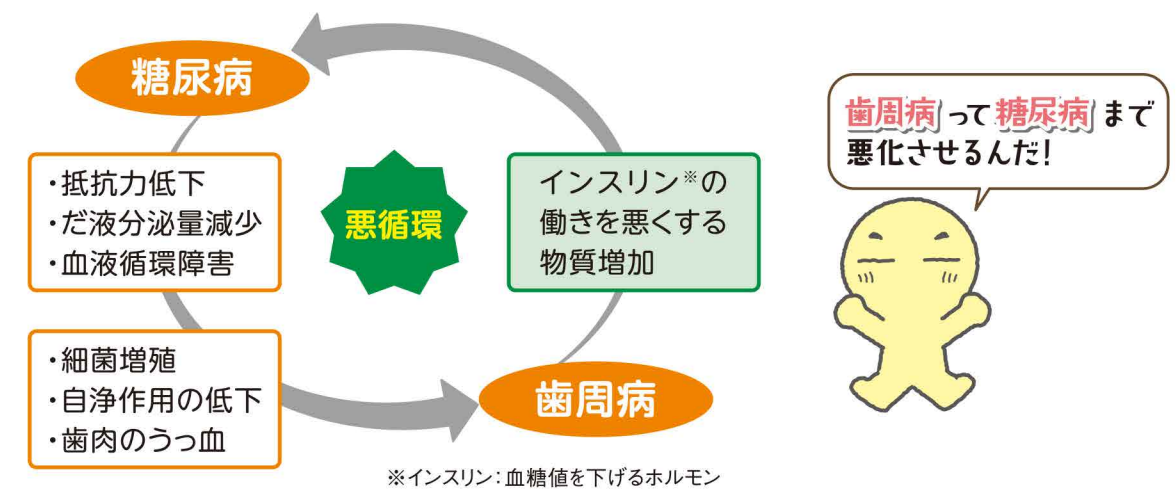 糖尿病
・抵抗力低下
・だ液分泌量減少
・血液循環障害
・細菌増殖
・自浄作用の低下
・歯肉のうっ血
悪循環
インスリン※の
働きを悪くする
物質増加
歯周病
※インスリン：血糖値を下げるホルモン
歯周病って糖尿病まで
悪化させるんだ！